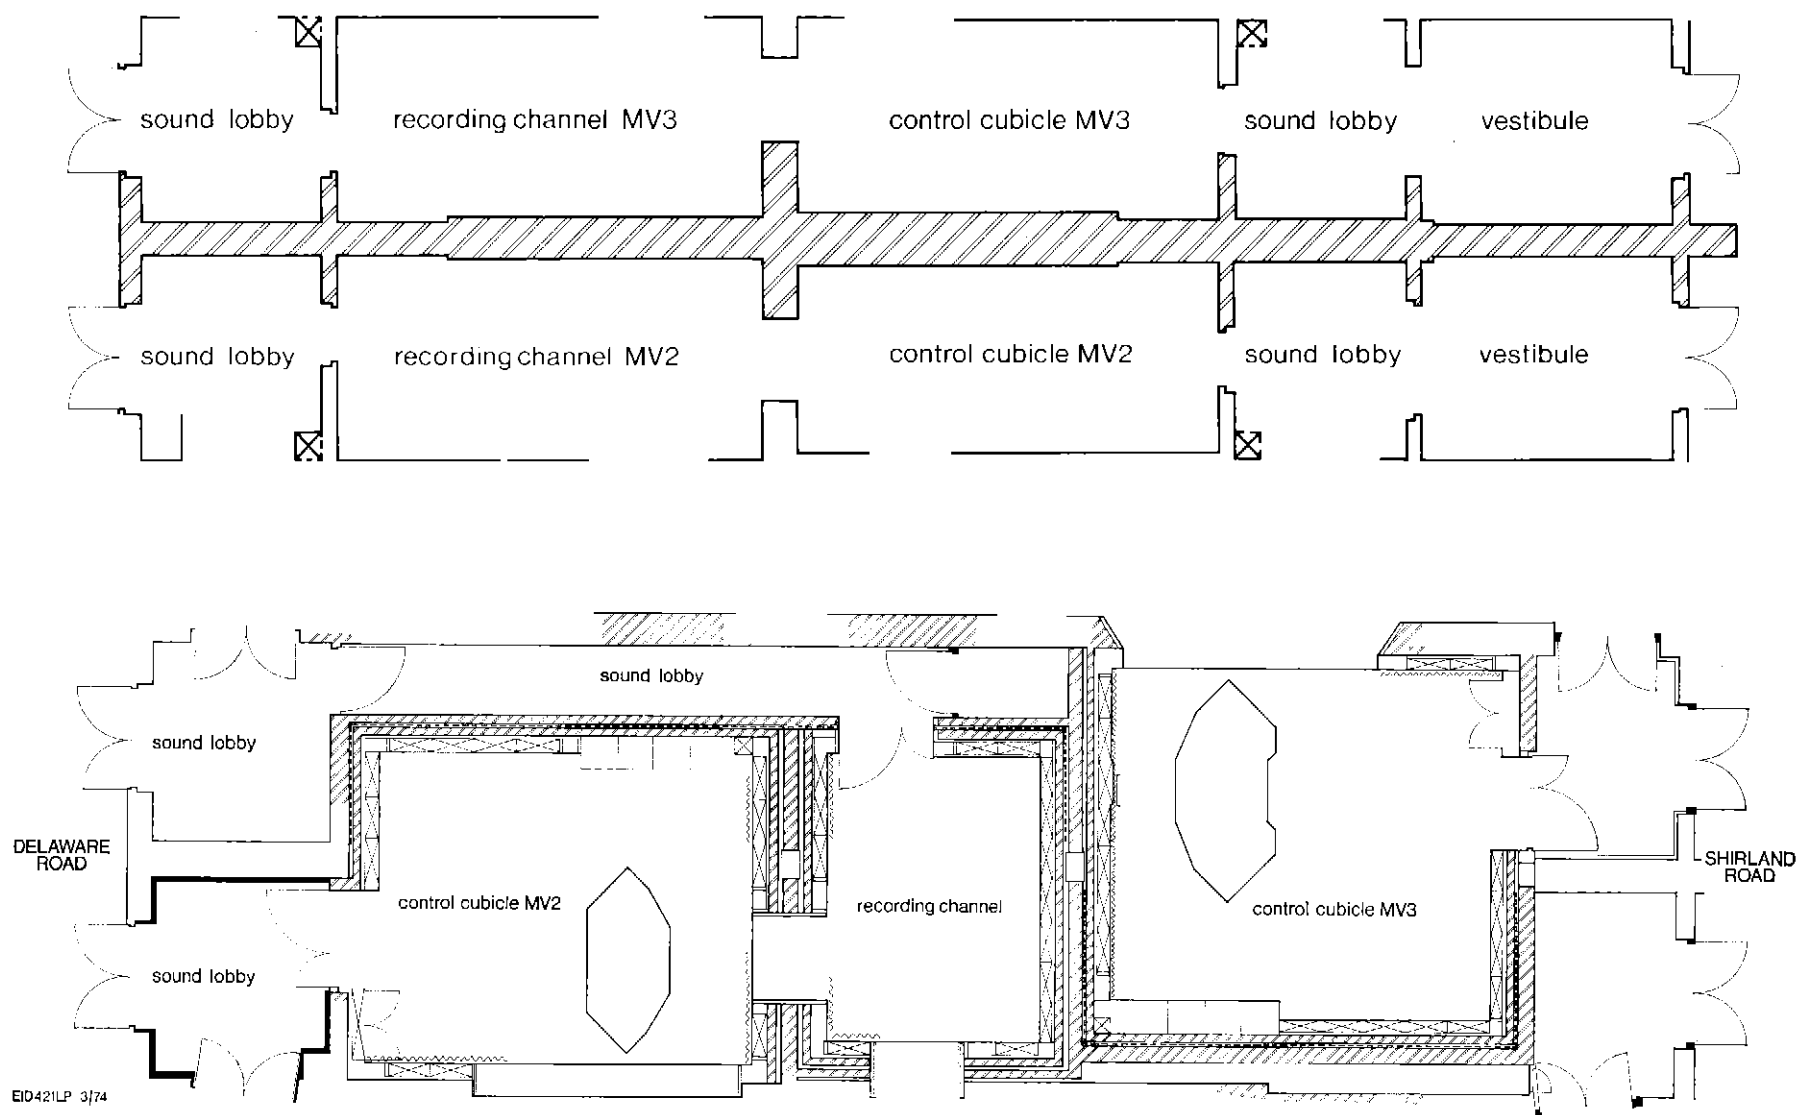 sound lobby recording channel MV3 control cubicle MV3 sound lobby vestibule
sound lobby recording channel MV2 control cubicle MV2 sound lobby vestibule
sound lobby
sound lobby
DELAWARE
ROAD
SHIRLAND
ROAD
control cubicle MV2
recording channel
control cubicle MV3
sound lobby
EID421LP 3/74